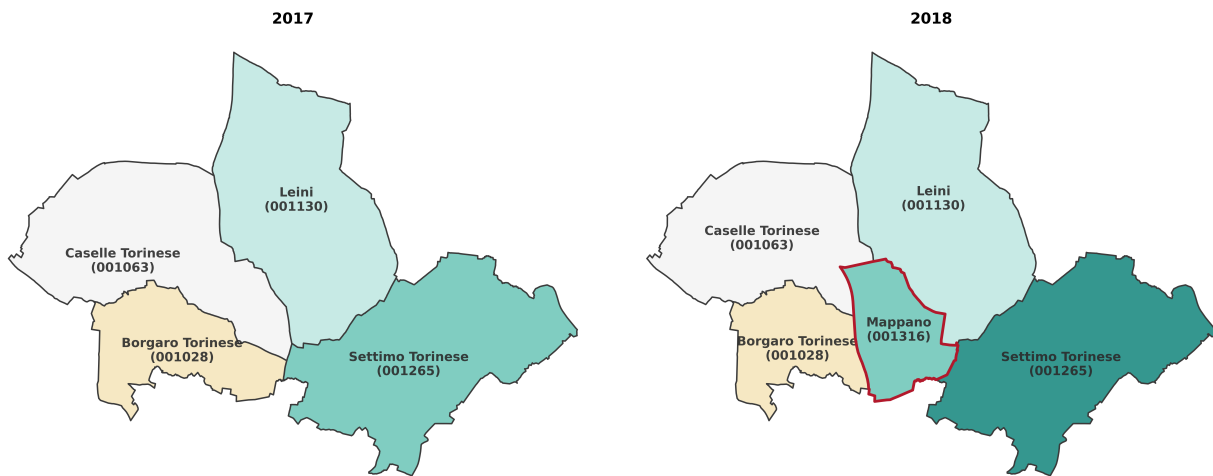 2017
2018
Leini
(001130)
Caselle Torinese
(001063)
Borgaro Torinese
(001028)
Settimo Torinese
(001265)
Leini
(001130)
Caselle Torinese
(001063)
Mappano
(001316)
Borgaro Torinese
(001028)
Settimo Torinese
(001265)